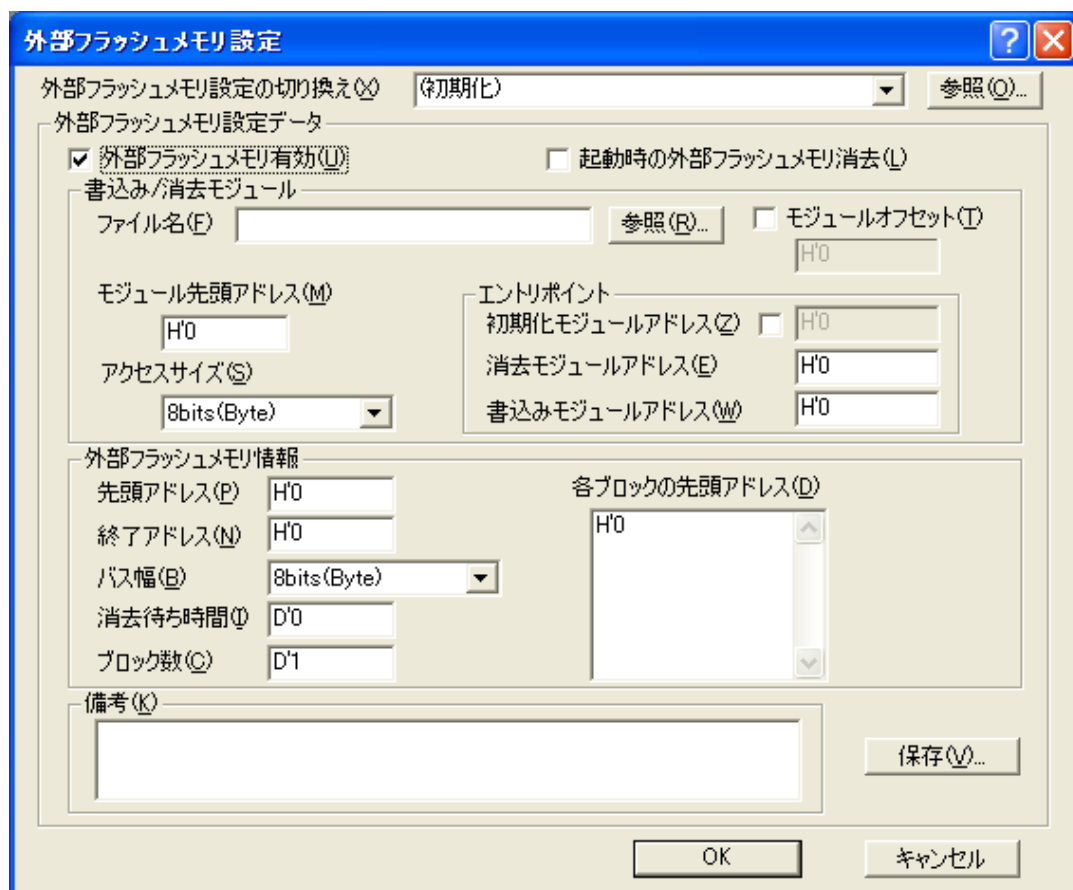 外部フラッシュメモリ設定
外部フラッシュメモリ設定の切り換え(X) (初期化) 参照(O)...
外部フラッシュメモリ設定データ
外部フラッシュメモリ有効(U) 起動時の外部フラッシュメモリ消去(L)
書込み/消去モジュール
ファイル名(F) 参照(R)... モジュールオフセット(T)
H'0
モジュール先頭アドレス(M)
H'0
アクセスサイズ(S)
8bits(Byte)
エントリポイント
初期化モジュールアドレス(Z) H'0
消去モジュールアドレス(E) H'0
書込みモジュールアドレス(W) H'0
外部フラッシュメモリ情報
先頭アドレス(P) H'0
終了アドレス(N) H'0
バス幅(B) 8bits(Byte)
消去待ち時間(I) D'0
ブロック数(C) D'1
各ブロックの先頭アドレス(D)
H'0
備考(K)
保存(V)...
OK キャンセル